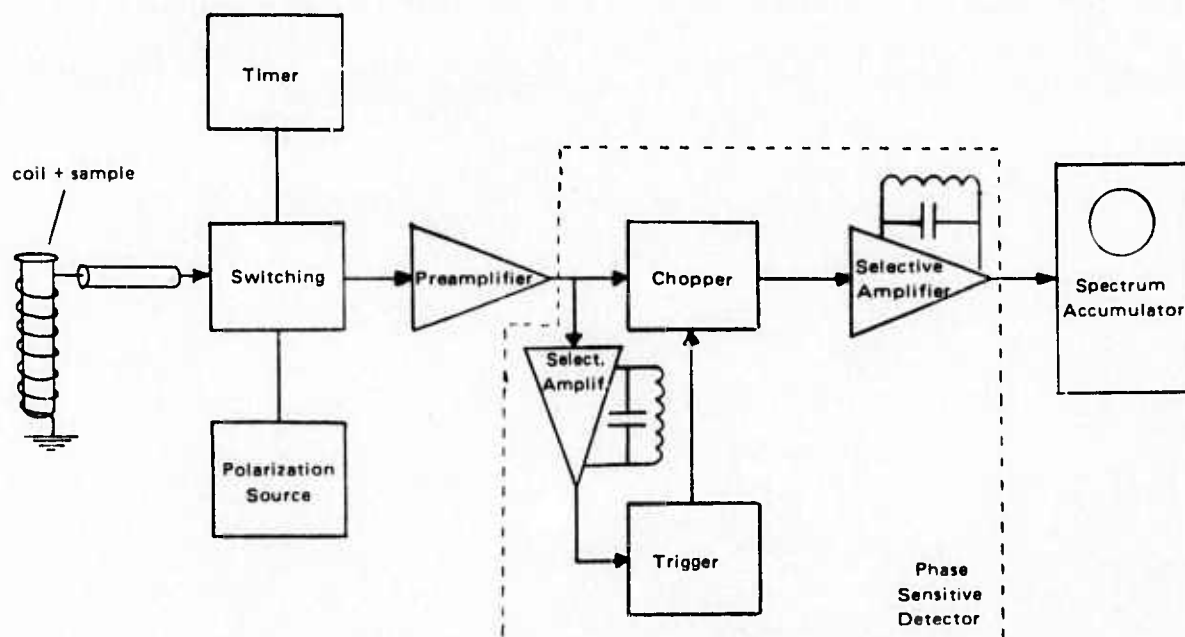 Timer
coil + sample
Switching
Preamplifier
Chopper
Selective
Amplifier
Spectrum
Accumulator
Select.
Amplif.
Polarization
Source
Trigger
Phase
Sensitive
Detector